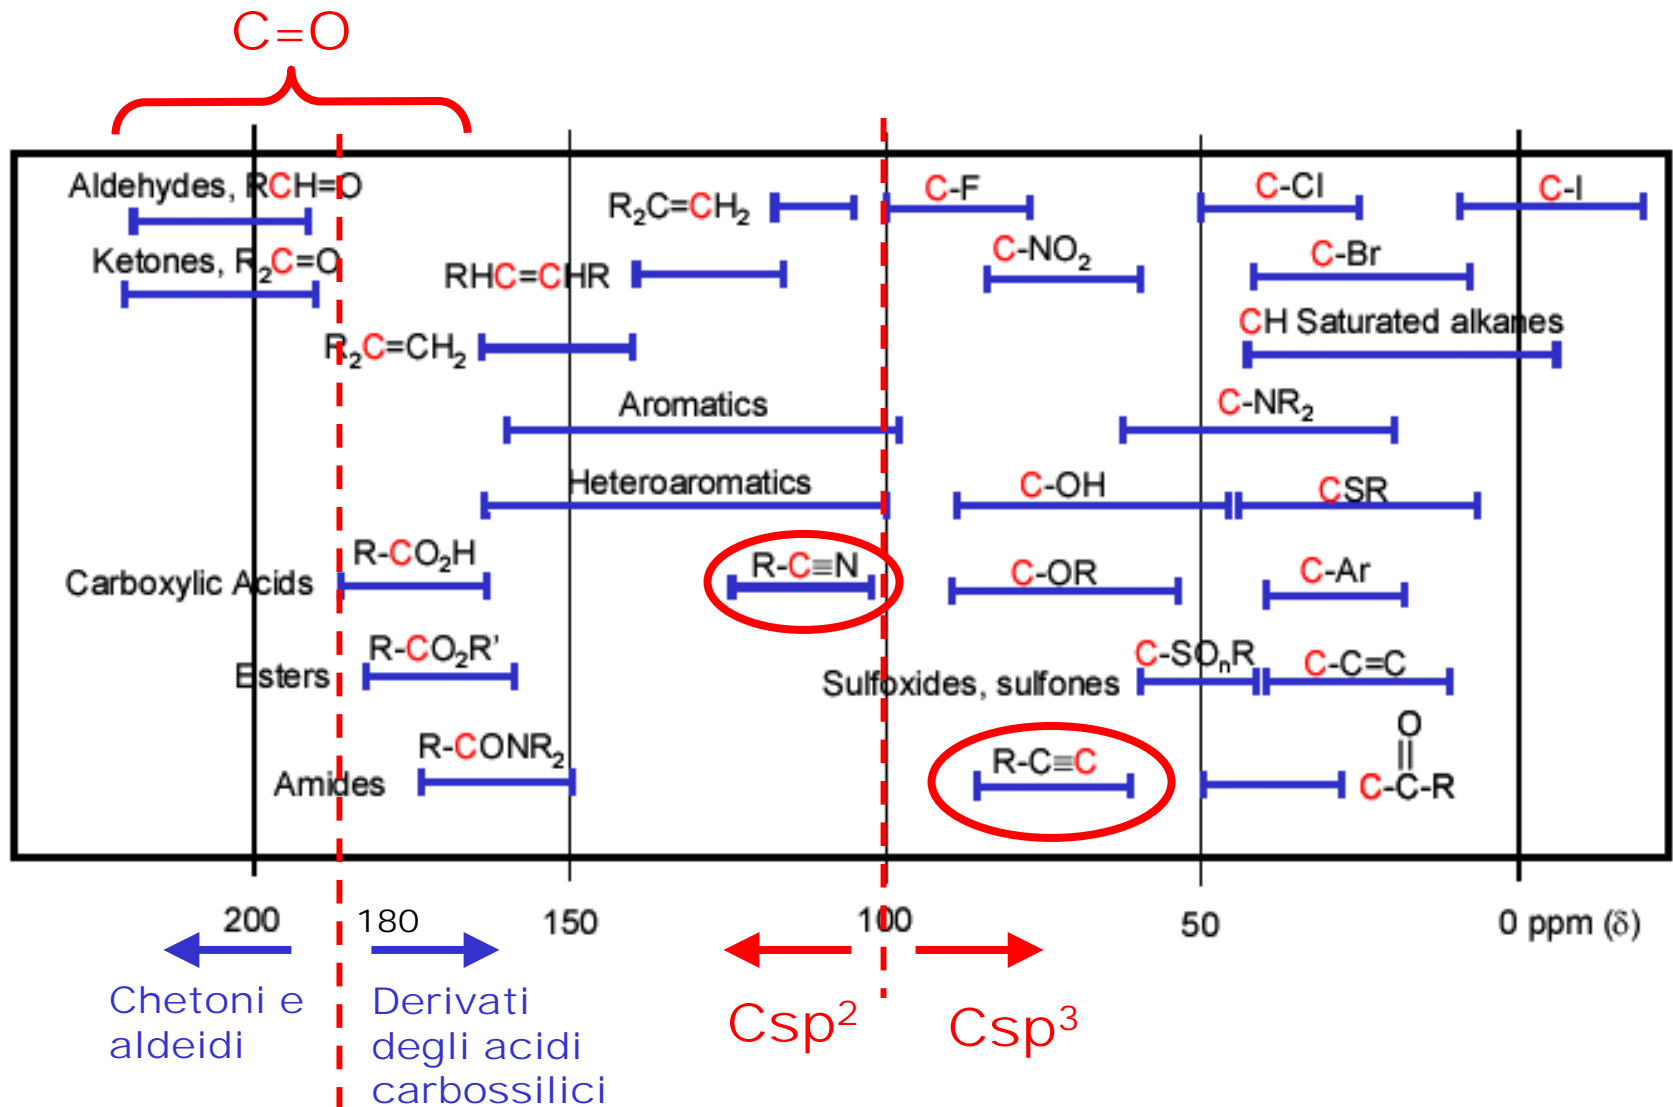 C=O
Aldehydes, RCH=O
R₂C=CH₂
C-F
C-Cl
C-I
Ketones, R₂C=O
RHC=CHR
C-NO₂
C-Br
R₂C=CH₂
CH Saturated alkanes
Aromatics
C-NR₂
Heteroaromatics
C-OH
CSR
R-CO₂H
Carboxylic Acids
R-C≡N
C-OR
C-Ar
R-CO₂R’
Esters
C-SOₙR
Sulfoxides, sulfones
C-C=C
R-CONR₂
Amides
R-C≡C
O
C-C-R
200
180
150
100
50
0 ppm (δ)
Chetoni e
aldeidi
Derivati
degli acidi
carbossilici
Csp²
Csp³